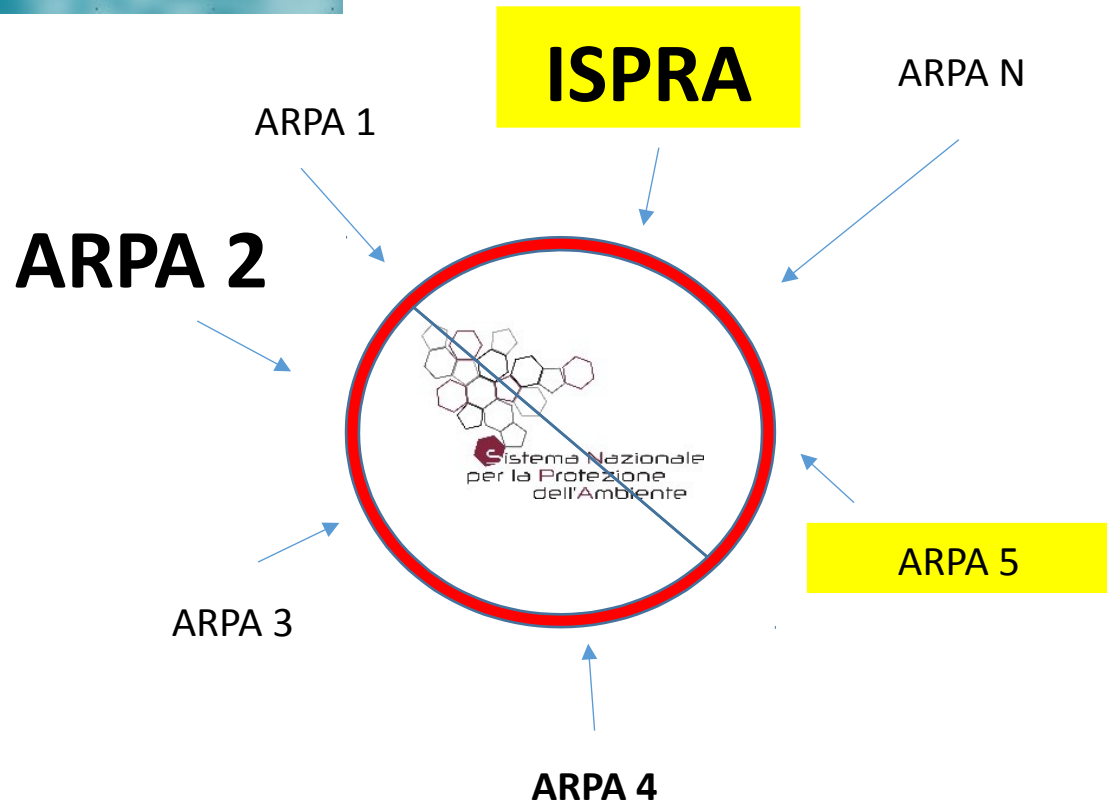 ISPRA
ARPA N
ARPA 1
ARPA 2
Sistema Nazionale
per la Protezione
dell'Ambiente
ARPA 5
ARPA 3
ARPA 4